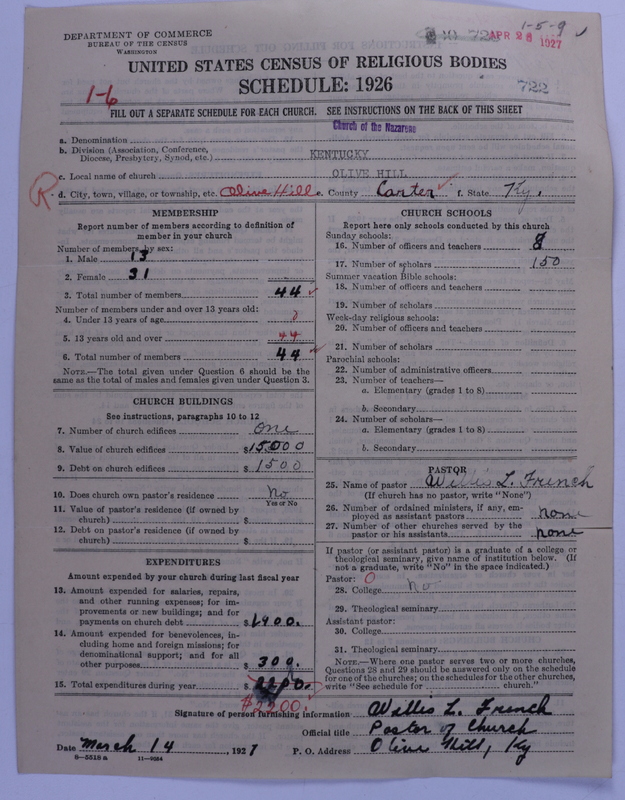 DEPARTMENT OF COMMERCE
BUREAU OF THE CENSUS
WASHINGTON
1-5-9
APR 26 1927
UNITED STATES CENSUS OF RELIGIOUS BODIES
SCHEDULE: 1926
722
1-6
FILL OUT A SEPARATE SCHEDULE FOR EACH CHURCH. SEE INSTRUCTIONS ON THE BACK OF THIS SHEET
Church of the Nazarene
a. Denomination
b. Division (Association, Conference,
Diocese, Presbytery, Synod, etc.) KENTUCKY
c. Local name of church OLIVE HILL
R d. City, town, village, or township, etc. Olive Hill e. County Carter f. State Ky.
MEMBERSHIP
Report number of members according to definition of
member in your church
Number of members by sex:
1. Male 13
2. Female 31
3. Total number of members 44
Number of members under and over 13 years old:
4. Under 13 years of age
5. 13 years old and over 44
6. Total number of members 44
NOTE.—The total given under Question 6 should be
same as the total of males and females given under Question 3.
CHURCH BUILDINGS
See instructions, paragraphs 10 to 12
7. Number of church edifices One
8. Value of church edifices $15000
9. Debt on church edifices $1500
10. Does church own pastor's residence No
Yes or No
11. Value of pastor's residence (if owned by
church) $
12. Debt on pastor's residence (if owned by
church) $
EXPENDITURES
Amount expended by your church during last fiscal year
13. Amount expended for salaries, repairs,
and other running expenses; for im-
provements or new buildings; and for
payments on church debt $1900.
14. Amount expended for benevolences, in-
cluding home and foreign missions; for
denominational support; and for all
other purposes $300.
15. Total expenditures during year $
$2200.
CHURCH SCHOOLS
Report here only schools conducted by this church
Sunday schools:
16. Number of officers and teachers 8
17. Number of scholars 150
Summer vacation Bible schools:
18. Number of officers and teachers
19. Number of scholars
Week-day religious schools:
20. Number of officers and teachers
21. Number of scholars
Parochial schools:
22. Number of administrative officers
23. Number of teachers—
a. Elementary (grades 1 to 8)
b. Secondary
24. Number of scholars—
a. Elementary (grades 1 to 8)
b. Secondary
PASTOR
25. Name of pastor Willis L. French
(If church has no pastor, write "None")
26. Number of ordained ministers, if any, em-
ployed as assistant pastors none
27. Number of other churches served by the
pastor or his assistants none
If pastor (or assistant pastor) is a graduate of a college or
theological seminary, give name of institution below. (If
not a graduate, write "No" in the space indicated.)
Pastor: O
28. College No
29. Theological seminary
Assistant pastor:
30. College
31. Theological seminary
NOTE.—Where one pastor serves two or more churches,
Questions 28 and 29 should be answered only on the schedule
for one of the churches; on the schedules for the other churches,
write "See schedule for church."
Signature of person furnishing information Willis L. French
Official title Pastor of Church
Date March 14, 1927 P. O. Address Olive Hill, Ky
8-5518a 11-9554